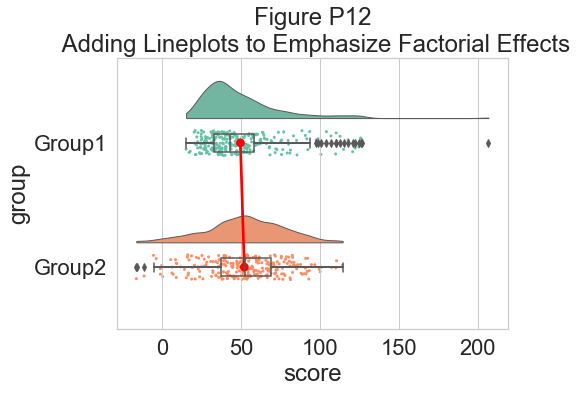 Figure P12
Adding Lineplots to Emphasize Factorial Effects
group
Group1
Group2
0 50 100 150 200
score